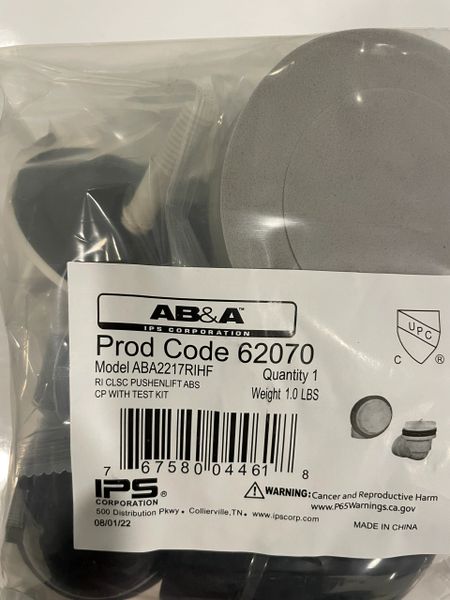 AB&A™
IPS CORPORATION
Prod Code 62070
Model ABA2217RIHF
Quantity 1
RI CLSC PUSHENLIFT ABS
Weight 1.0 LBS
CP WITH TEST KIT
UPC
C ®
7 67580 04461 8
IPS®
CORPORATION
WARNING: Cancer and Reproductive Harm
www.P65Warnings.ca.gov
500 Distribution Pkwy. Collierville,TN. www.ipscorp.com
08/01/22
MADE IN CHINA